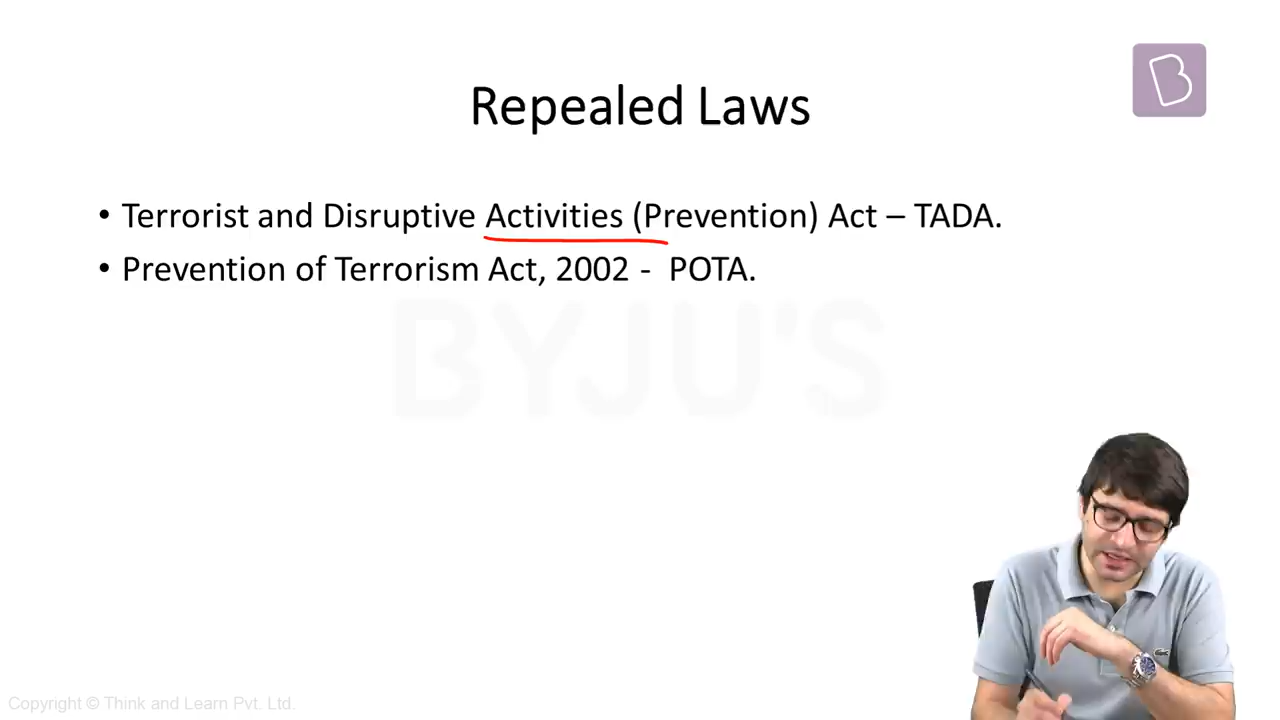 Repealed Laws
• Terrorist and Disruptive Activities (Prevention) Act – TADA.
• Prevention of Terrorism Act, 2002 -  POTA.
BYJU'S
Copyright © Think and Learn Pvt. Ltd.